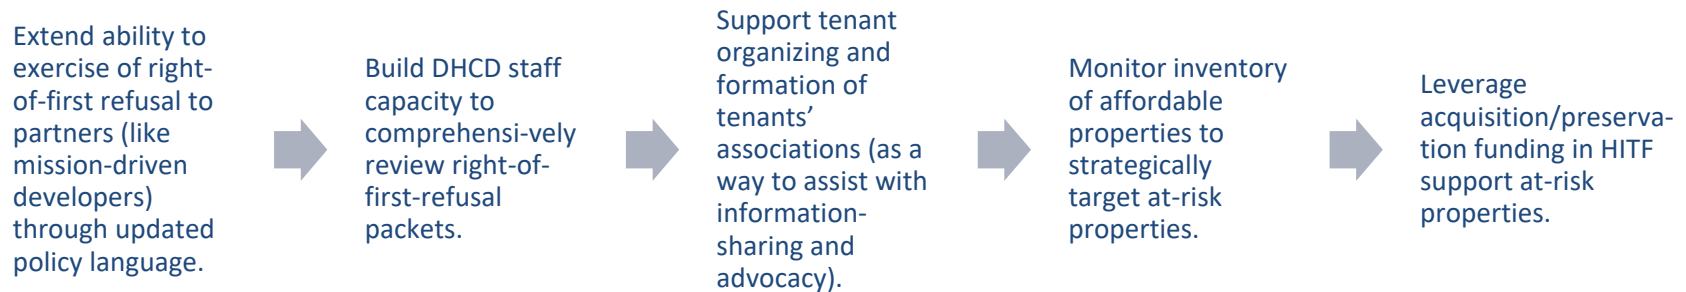 Extend ability to
exercise of right-
of-first refusal to
partners (like
mission-driven
developers)
through updated
policy language.
Build DHCD staff
capacity to
comprehensi-vely
review right-of-
first-refusal
packets.
Support tenant
organizing and
formation of
tenants’
associations (as a
way to assist with
information-
sharing and
advocacy).
Monitor inventory
of affordable
properties to
strategically
target at-risk
properties.
Leverage
acquisition/preserva-
tion funding in HITF
support at-risk
properties.